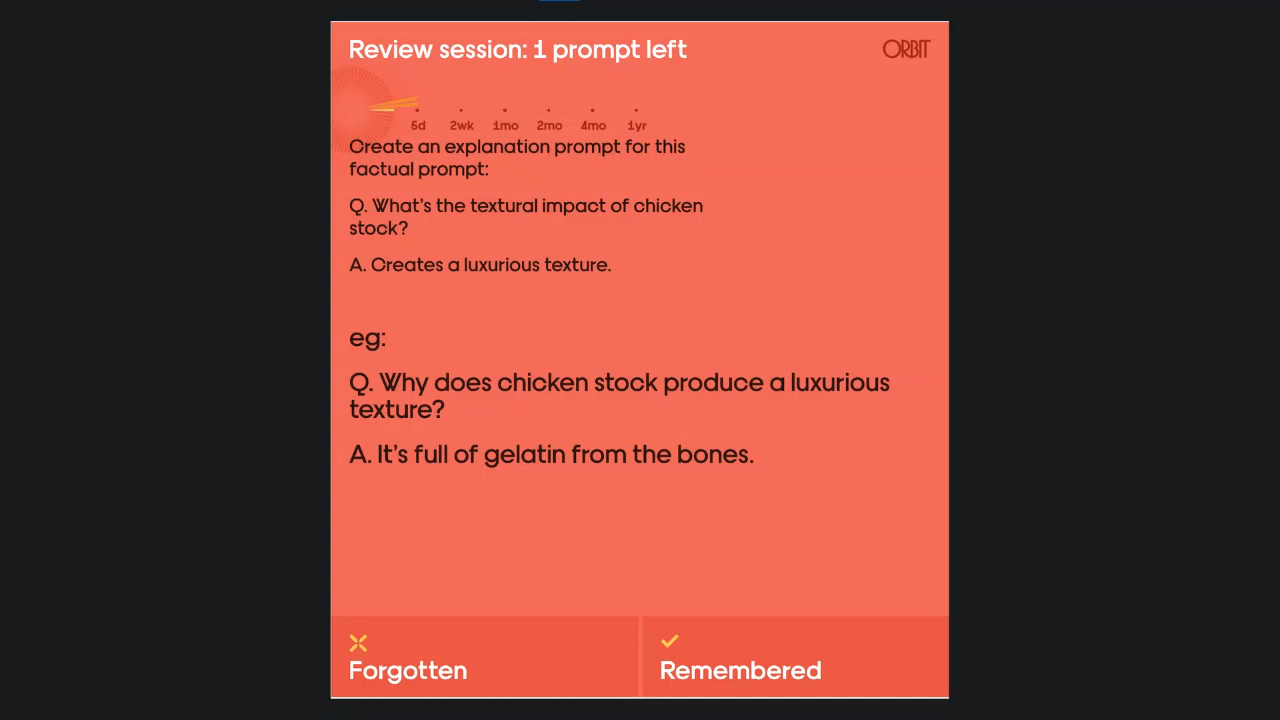 Review session: 1 prompt left
ORBIT
5d 2wk 1mo 2mo 4mo 1yr
Create an explanation prompt for this
factual prompt:
Q. What's the textural impact of chicken
stock?
A. Creates a luxurious texture.
eg:
Q. Why does chicken stock produce a luxurious
texture?
A. It's full of gelatin from the bones.
Forgotten
Remembered